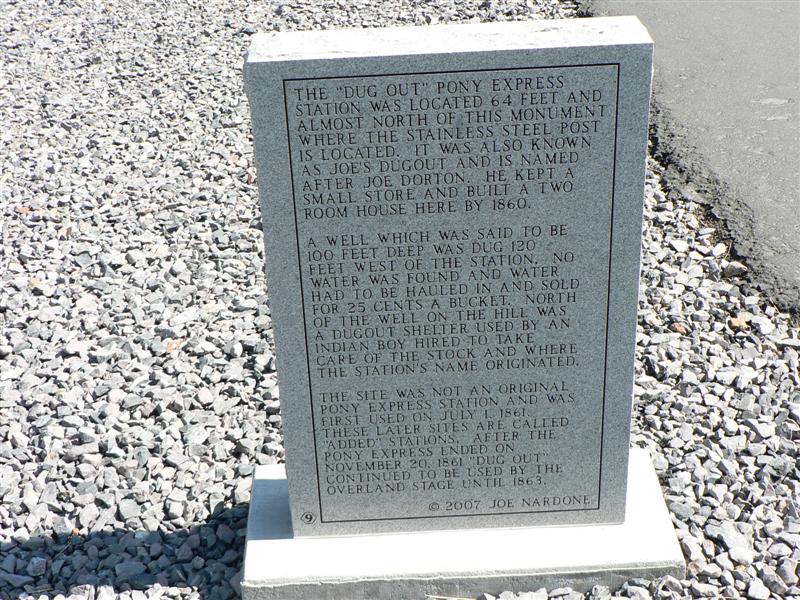 THE "DUG OUT" PONY EXPRESS
STATION WAS LOCATED 64 FEET AND
ALMOST NORTH OF THIS MONUMENT
WHERE THE STAINLESS STEEL POST
IS LOCATED. IT WAS ALSO KNOWN
AS JOE'S DUGOUT AND IS NAMED
AFTER JOE DORTON. HE KEPT A
SMALL STORE AND BUILT A TWO
ROOM HOUSE HERE BY 1860.
A WELL WHICH WAS SAID TO BE
100 FEET DEEP WAS DUG 120
FEET WEST OF THE STATION. NO
WATER WAS FOUND AND WATER
HAD TO BE HAULED IN AND SOLD
FOR 25 CENTS A BUCKET. NORTH
OF THE WELL ON THE HILL WAS
A DUGOUT SHELTER USED BY AN
INDIAN BOY HIRED TO TAKE
CARE OF THE STOCK AND WHERE
THE STATION'S NAME ORIGINATED.
THE SITE WAS NOT AN ORIGINAL
PONY EXPRESS STATION AND WAS
FIRST USED ON JULY 1, 1861.
THESE LATER SITES ARE CALLED
"ADDED" STATIONS. AFTER THE
PONY EXPRESS ENDED ON
NOVEMBER 20, 1861 "DUG OUT"
CONTINUED TO BE USED BY THE
OVERLAND STAGE UNTIL 1863.
© 2007 JOE NARDONE
9